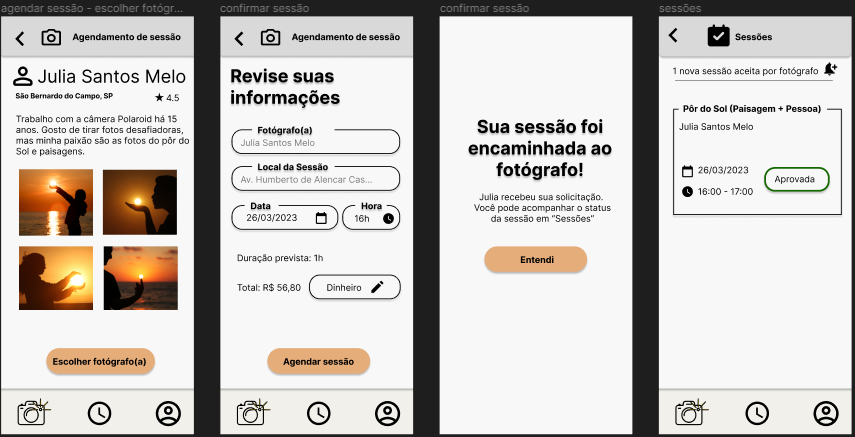 agendar sessão - escolher fotógr...
Agendamento de sessão
Julia Santos Melo
São Bernardo do Campo, SP
4.5
Trabalho com a câmera Polaroid há 15
anos. Gosto de tirar fotos desafiadoras,
mas minha paixão são as fotos do pôr do
Sol e paisagens.
Escolher fotógrafo(a)
confirmar sessão
Agendamento de sessão
Revise suas
informações
Fotógrafo(a)
Julia Santos Melo
Local da Sessão
Av. Humberto de Alencar Cas...
Data
26/03/2023
Hora
16h
Duração prevista: 1h
Total: R$ 56,80
Dinheiro
Agendar sessão
confirmar sessão
Sua sessão foi
encaminhada ao
fotógrafo!
Julia recebeu sua solicitação.
Você pode acompanhar o status
da sessão em “Sessões”
Entendi
sessões
Sessões
1 nova sessão aceita por fotógrafo
Pôr do Sol (Paisagem + Pessoa)
Julia Santos Melo
26/03/2023
16:00 - 17:00
Aprovada